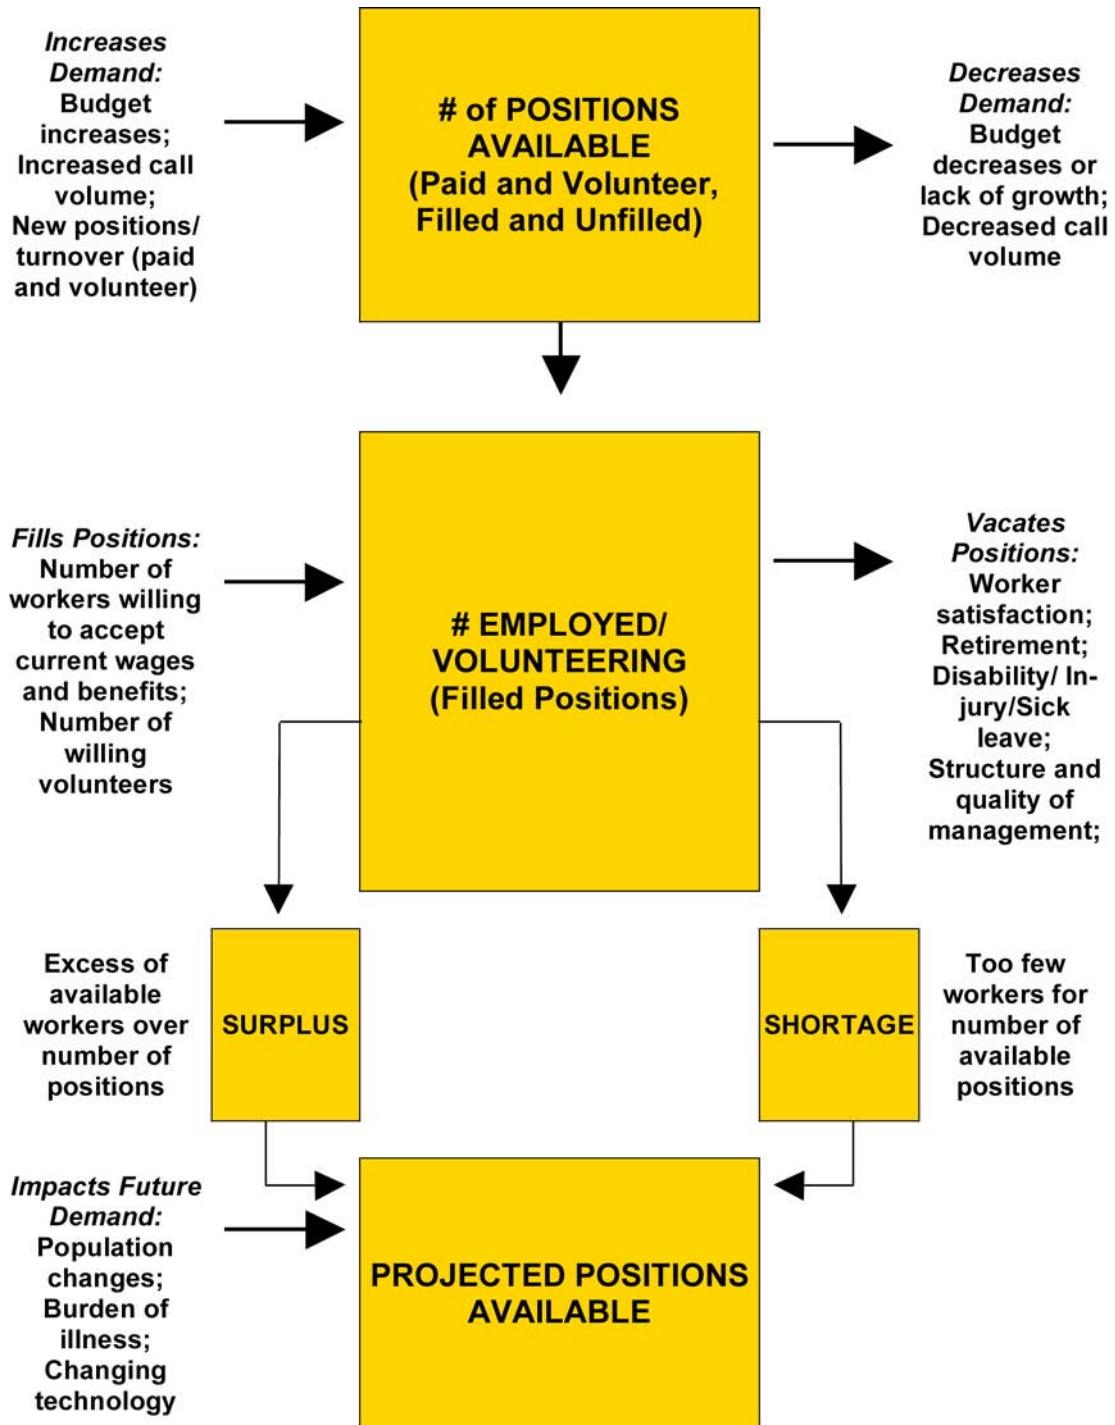 Increases
Demand:
Budget
increases;
Increased call
volume;
New positions/
turnover (paid
and volunteer)
# of POSITIONS
AVAILABLE
(Paid and Volunteer,
Filled and Unfilled)
Decreases
Demand:
Budget
decreases or
lack of growth;
Decreased call
volume
Fills Positions:
Number of
workers willing
to accept
current wages
and benefits;
Number of
willing
volunteers
# EMPLOYED/
VOLUNTEERING
(Filled Positions)
Vacates
Positions:
Worker
satisfaction;
Retirement;
Disability/ In-
jury/Sick
leave;
Structure and
quality of
management;
Excess of
available
workers over
number of
positions
SURPLUS
SHORTAGE
Too few
workers for
number of
available
positions
Impacts Future
Demand:
Population
changes;
Burden of
illness;
Changing
technology
PROJECTED POSITIONS
AVAILABLE